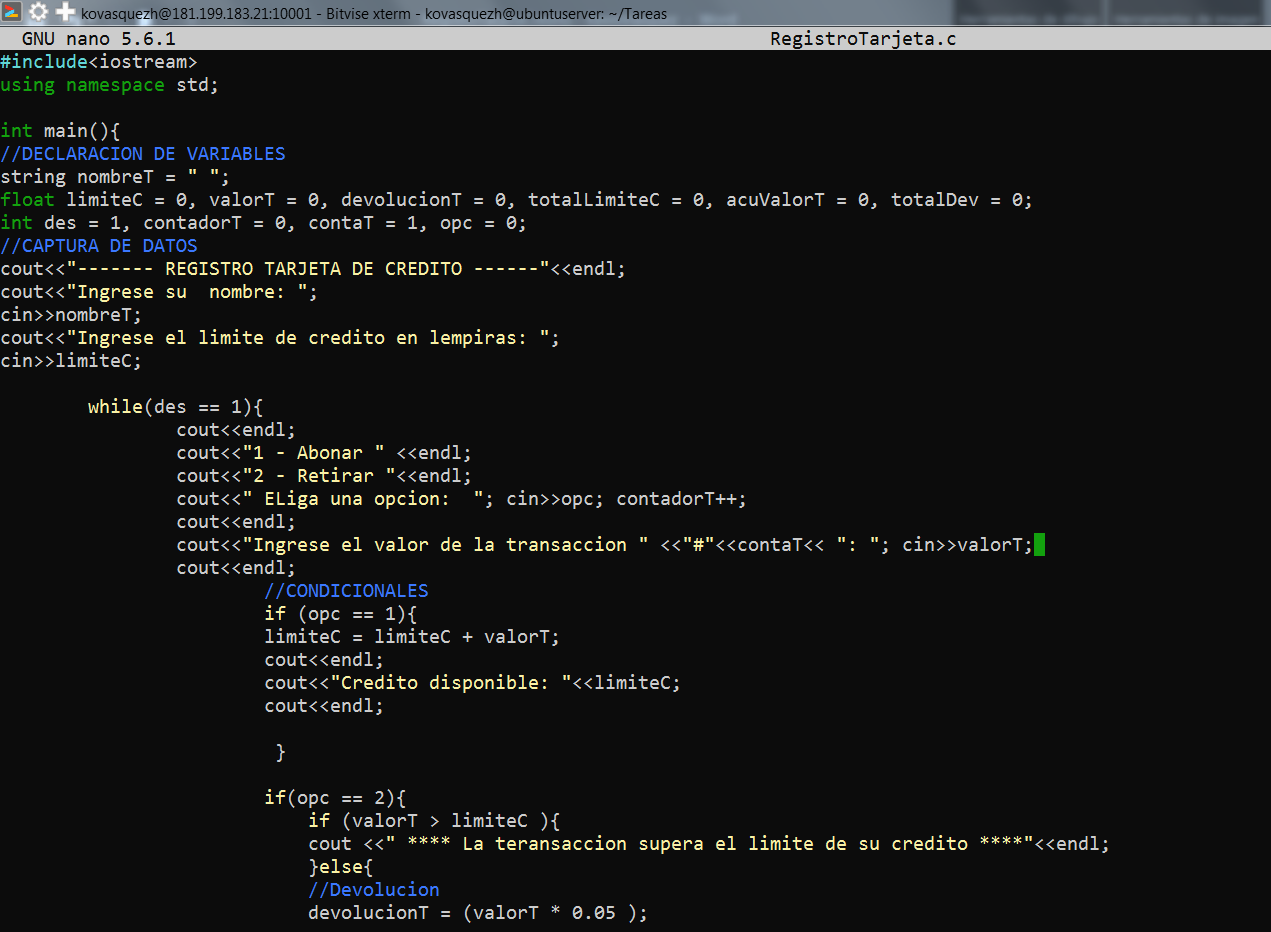 kovasquezh@181.199.183.21:10001 - Bitvise xterm - kovasquezh@ubuntuserver: ~/Tareas
GNU nano 5.6.1 RegistroTarjeta.c
#include<iostream>
using namespace std;
int main(){
//DECLARACION DE VARIABLES
string nombreT = " ";
float limiteC = 0, valorT = 0, devolucionT = 0, totalLimiteC = 0, acuValorT = 0, totalDev = 0;
int des = 1, contadorT = 0, contaT = 1, opc = 0;
//CAPTURA DE DATOS
cout<<"------- REGISTRO TARJETA DE CREDITO ------"<<endl;
cout<<"Ingrese su  nombre: ";
cin>>nombreT;
cout<<"Ingrese el limite de credito en lempiras: ";
cin>>limiteC;
while(des == 1){
cout<<endl;
cout<<"1 - Abonar " <<endl;
cout<<"2 - Retirar "<<endl;
cout<<" ELiga una opcion:  "; cin>>opc; contadorT++;
cout<<endl;
cout<<"Ingrese el valor de la transaccion " <<"#"<<contaT<< ": "; cin>>valorT;
cout<<endl;
//CONDICIONALES
if (opc == 1){
limiteC = limiteC + valorT;
cout<<endl;
cout<<"Credito disponible: "<<limiteC;
cout<<endl;
}
if(opc == 2){
if (valorT > limiteC ){
cout <<" **** La teransaccion supera el limite de su credito ****"<<endl;
}else{
//Devolucion
devolucionT = (valorT * 0.05 );